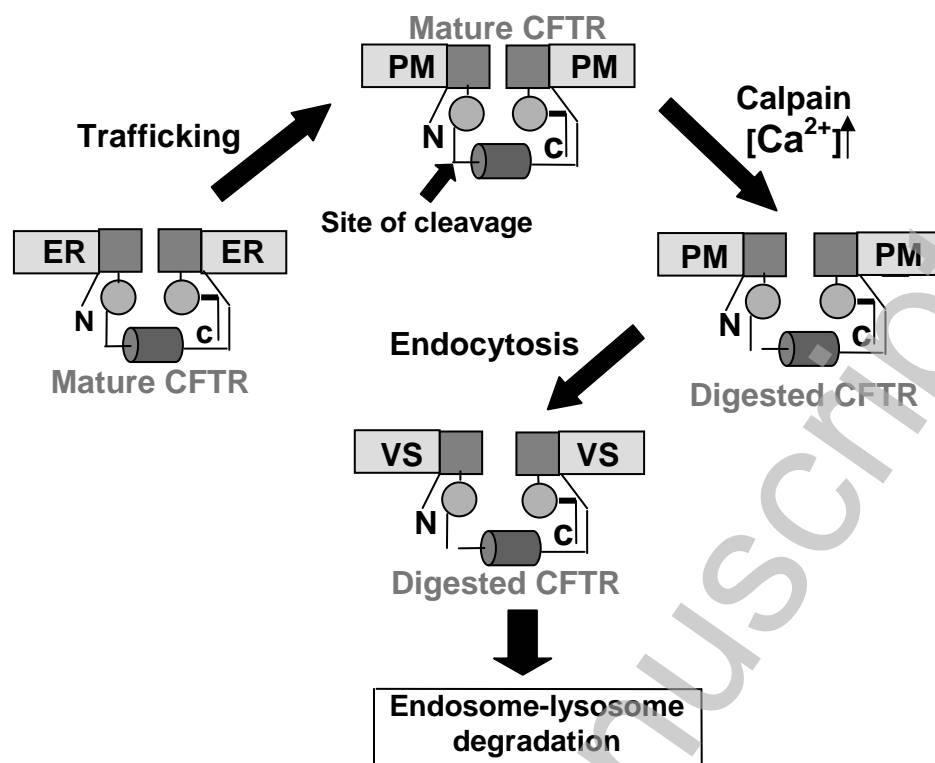 Mature CFTR
PM PM
N C
Trafficking
Calpain
[Ca2+]
Site of cleavage
ER ER
N C
Mature CFTR
PM PM
N C
Digested CFTR
Endocytosis
VS VS
N C
Digested CFTR
Endosome-lysosome
degradation